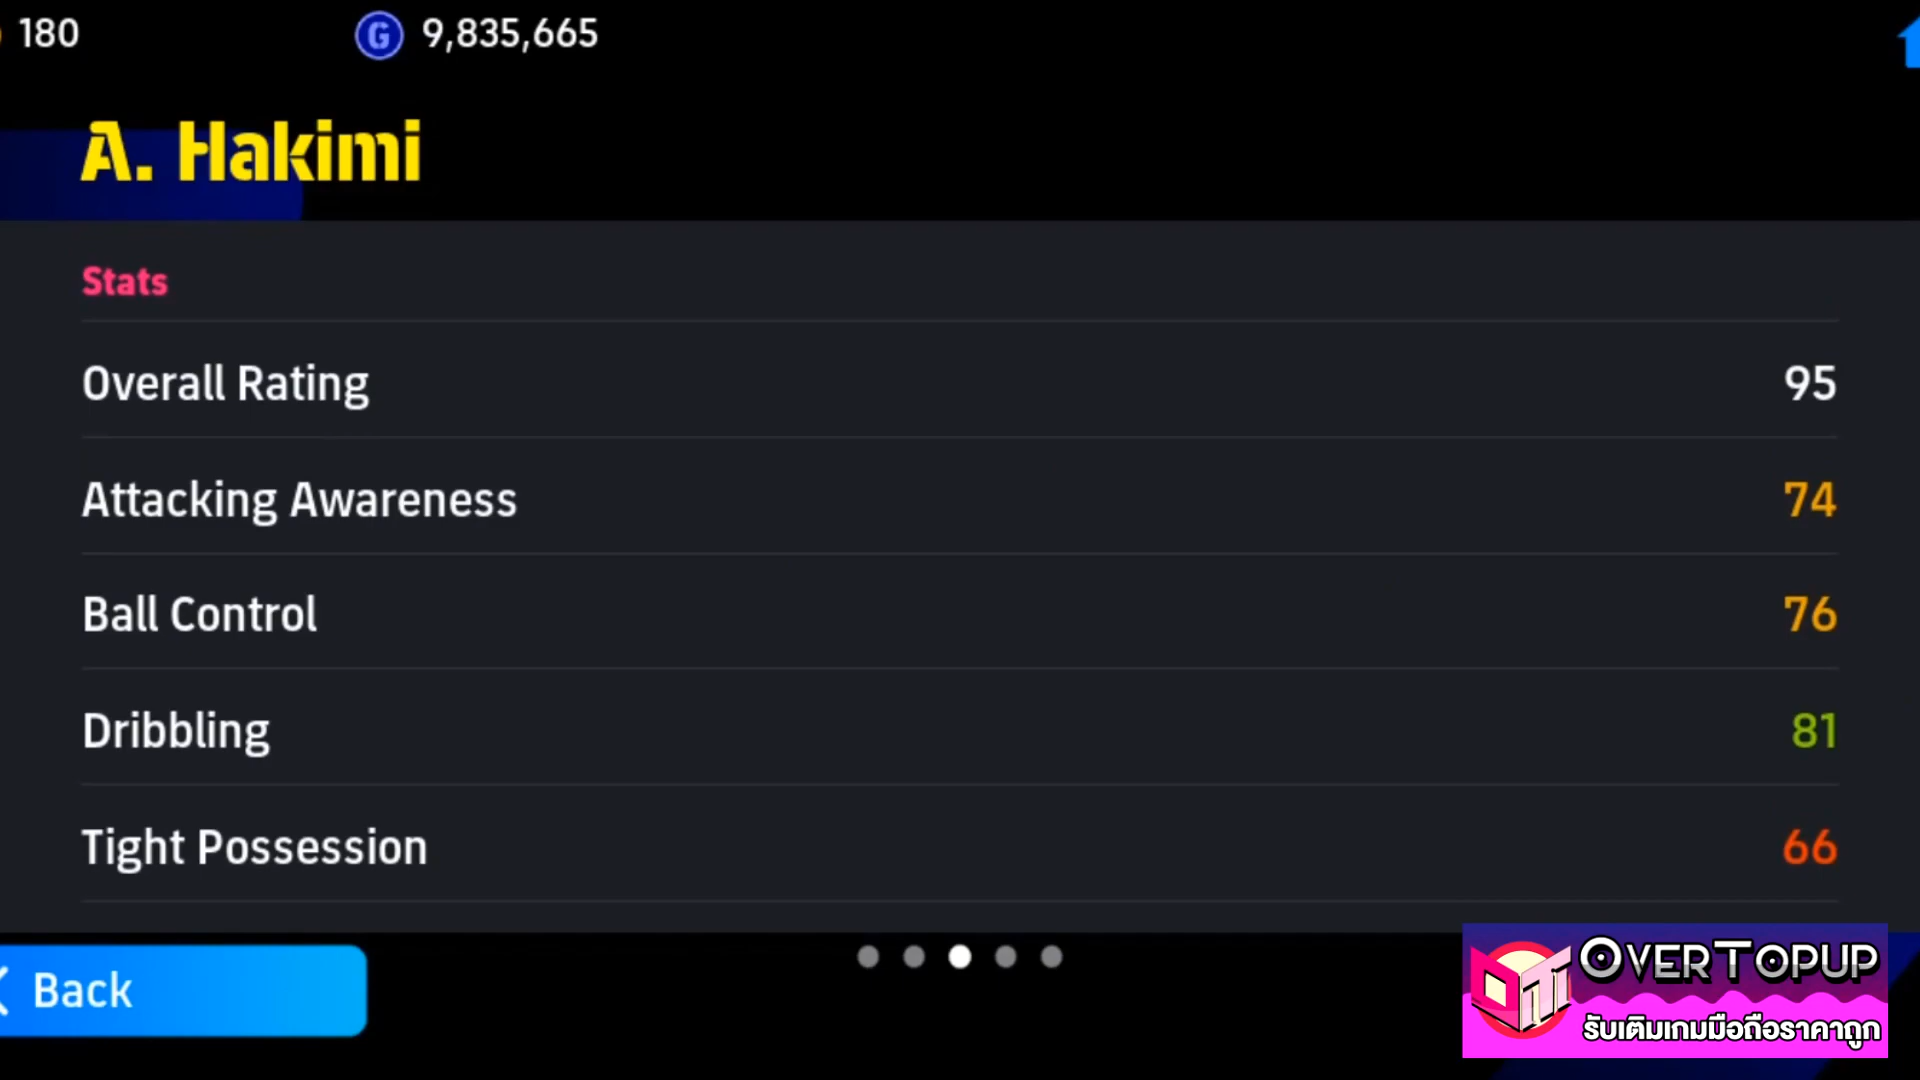 180
G 9,835,665
A. Hakimi
Stats
Overall Rating 95
Attacking Awareness 74
Ball Control 76
Dribbling 81
Tight Possession 66
Back
OVERTOPUP
รับเติมเกมมือถือราคาถูก